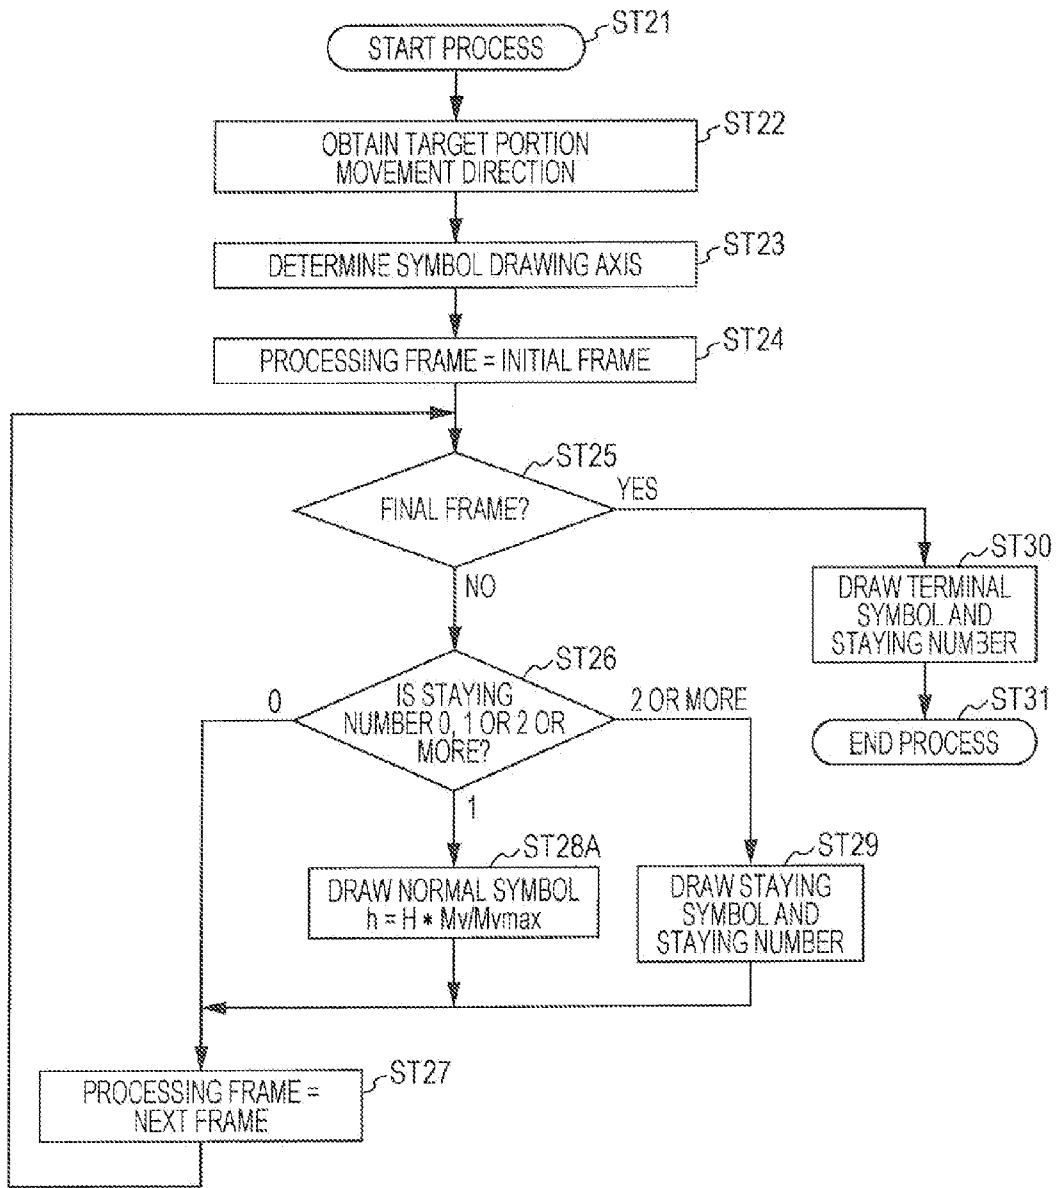 ST21
START PROCESS
ST22
OBTAIN TARGET PORTION
MOVEMENT DIRECTION
ST23
DETERMINE SYMBOL DRAWING AXIS
ST24
PROCESSING FRAME = INITIAL FRAME
ST25
FINAL FRAME?
YES
NO
ST30
DRAW TERMINAL
SYMBOL AND
STAYING NUMBER
ST31
END PROCESS
ST26
IS STAYING
NUMBER 0, 1 OR 2 OR
MORE?
0
2 OR MORE
1
ST28A
DRAW NORMAL SYMBOL
h = H * Mv/Mvmax
ST29
DRAW STAYING
SYMBOL AND
STAYING NUMBER
ST27
PROCESSING FRAME =
NEXT FRAME